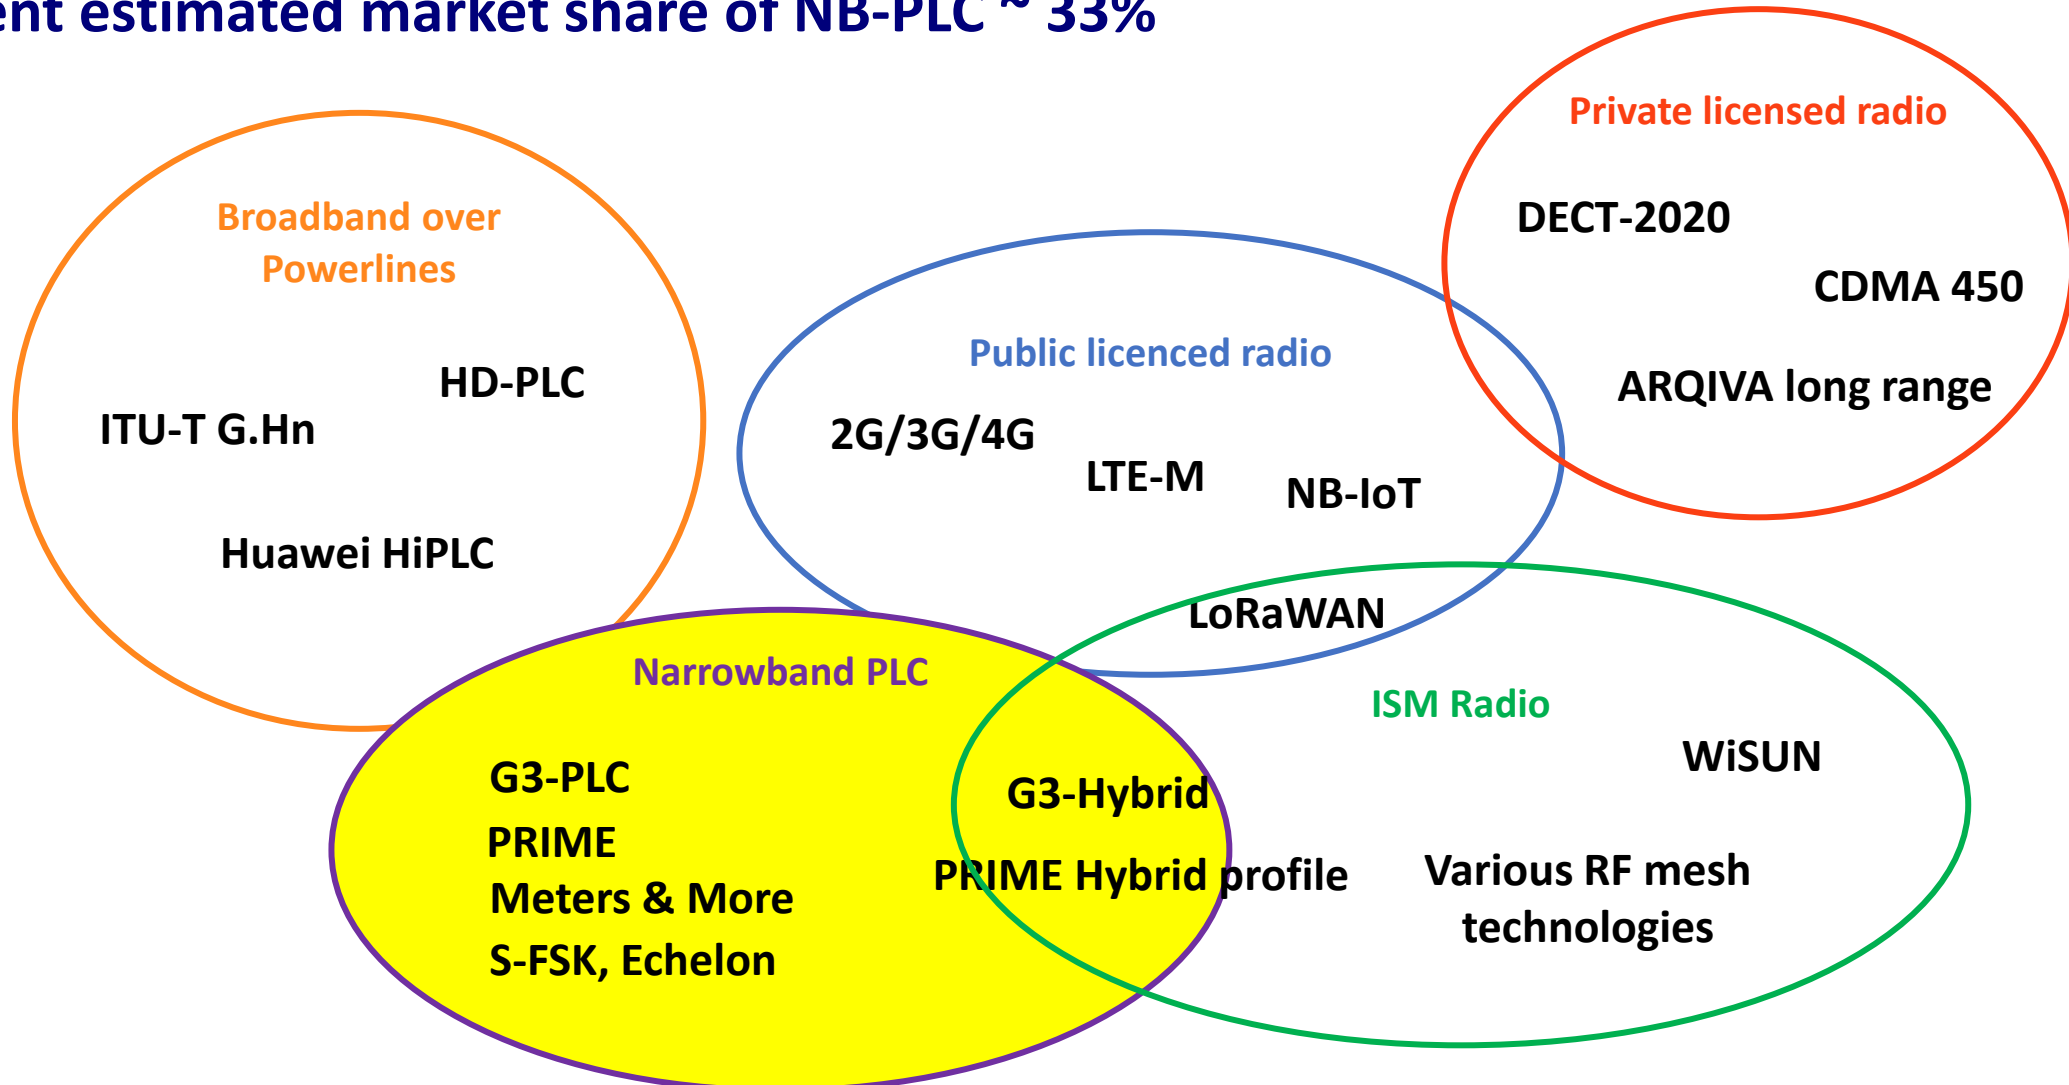 estimated market share of NB-PLC ~ 33%
Private licensed radio
DECT-2020
CDMA 450
ARQIVA long range
Broadband over
Powerlines
HD-PLC
ITU-T G.Hn
Huawei HiPLC
Public licenced radio
2G/3G/4G
LTE-M
NB-IoT
LoRaWAN
Narrowband PLC
G3-PLC
PRIME
Meters & More
S-FSK, Echelon
G3-Hybrid
PRIME Hybrid profile
ISM Radio
WiSUN
Various RF mesh
technologies